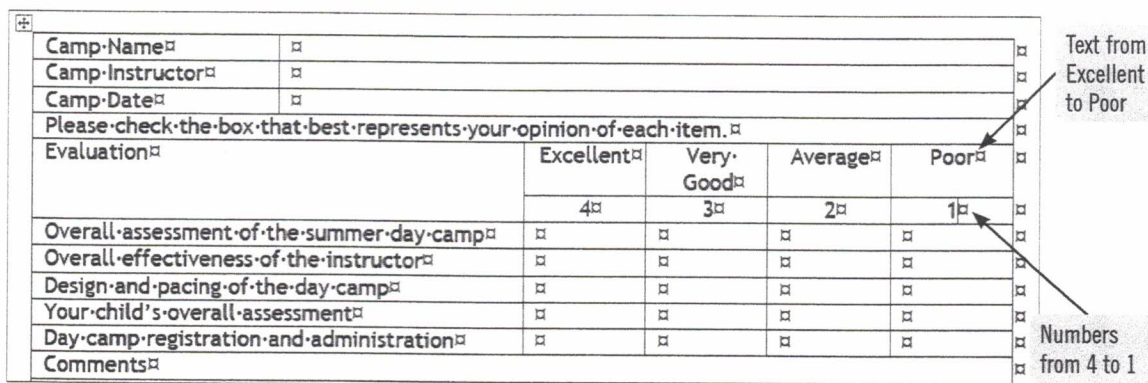 Camp·Name¤ ¤ ¤
Camp·Instructor¤ ¤ ¤
Camp·Date¤ ¤ ¤
Please·check·the·box·that·best·represents·your·opinion·of·each·item.¤ ¤
Evaluation¤ Excellent¤ Very· Average¤ Poor¤ ¤
Good¤
4¤ 3¤ 2¤ 1¤ ¤
Overall·assessment·of·the·summer·day·camp¤ ¤ ¤ ¤ ¤ ¤
Overall·effectiveness·of·the·instructor¤ ¤ ¤ ¤ ¤ ¤
Design·and·pacing·of·the·day·camp¤ ¤ ¤ ¤ ¤ ¤
Your·child's·overall·assessment¤ ¤ ¤ ¤ ¤ ¤
Day·camp·registration·and·administration¤ ¤ ¤ ¤ ¤ ¤
Comments¤ ¤
Text from
Excellent
to Poor
Numbers
from 4 to 1